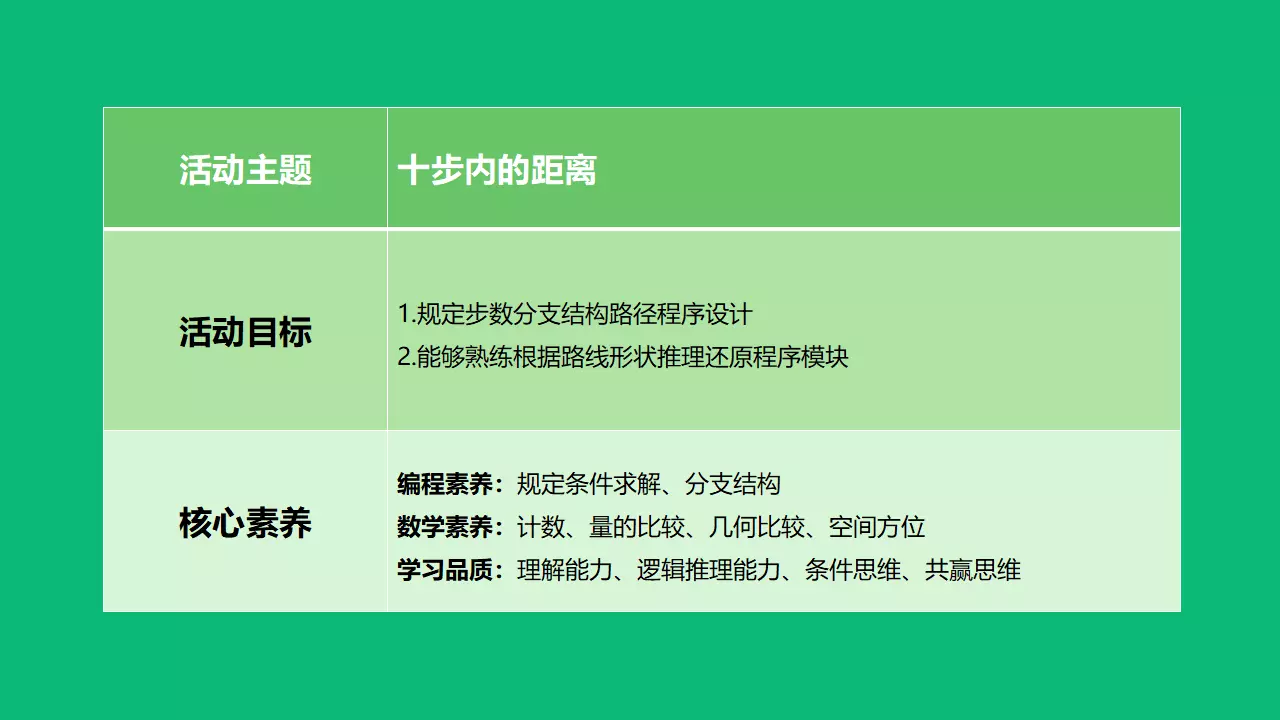 活动主题
十步内的距离
活动目标
1.规定步数分支结构路径程序设计
2.能够熟练根据路线形状推理还原程序模块
核心素养
编程素养：规定条件求解、分支结构
数学素养：计数、量的比较、几何比较、空间方位
学习品质：理解能力、逻辑推理能力、条件思维、共赢思维